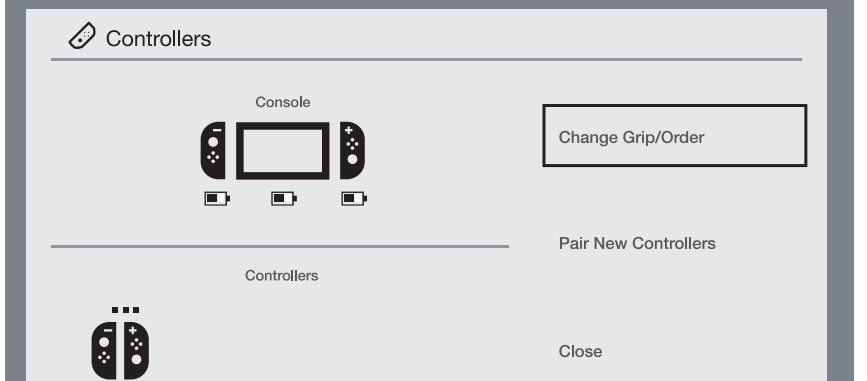 Controllers
Console
Change Grip/Order
Pair New Controllers
Controllers
Close